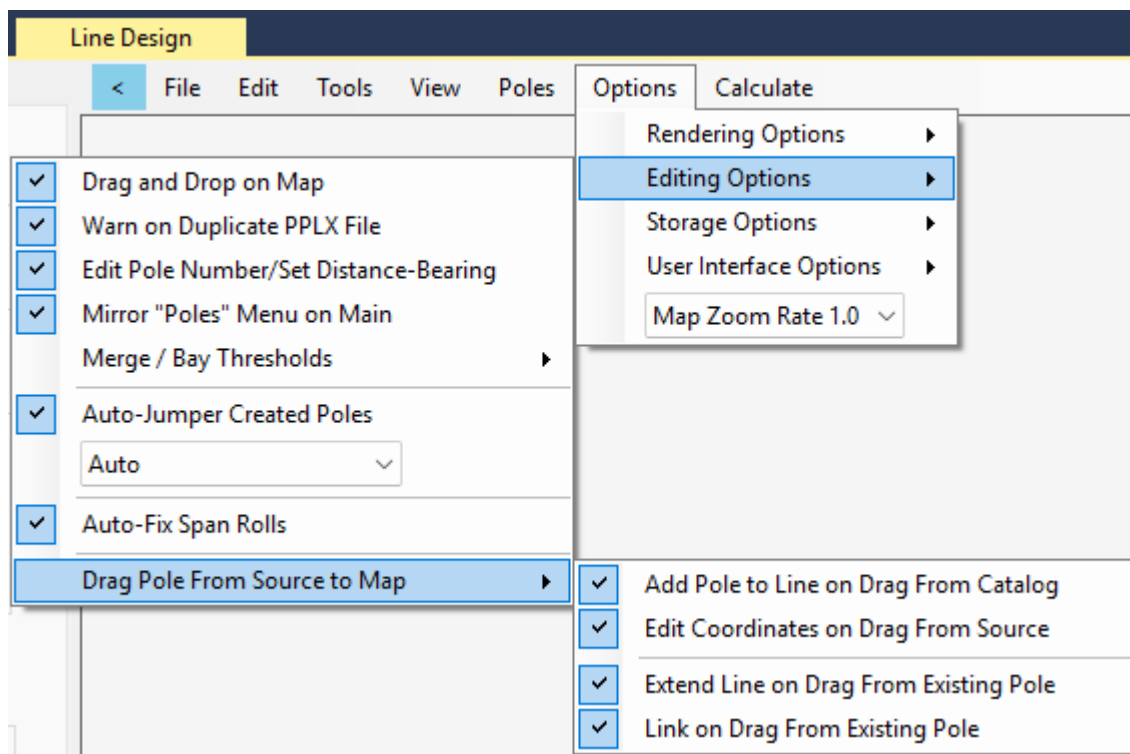 Line Design
< File Edit Tools View Poles Options Calculate
Rendering Options
Editing Options
Storage Options
User Interface Options
Map Zoom Rate 1.0
Drag and Drop on Map
Warn on Duplicate PPLX File
Edit Pole Number/Set Distance-Bearing
Mirror "Poles" Menu on Main
Merge / Bay Thresholds
Auto-Jumper Created Poles
Auto
Auto-Fix Span Rolls
Drag Pole From Source to Map
Add Pole to Line on Drag From Catalog
Edit Coordinates on Drag From Source
Extend Line on Drag From Existing Pole
Link on Drag From Existing Pole